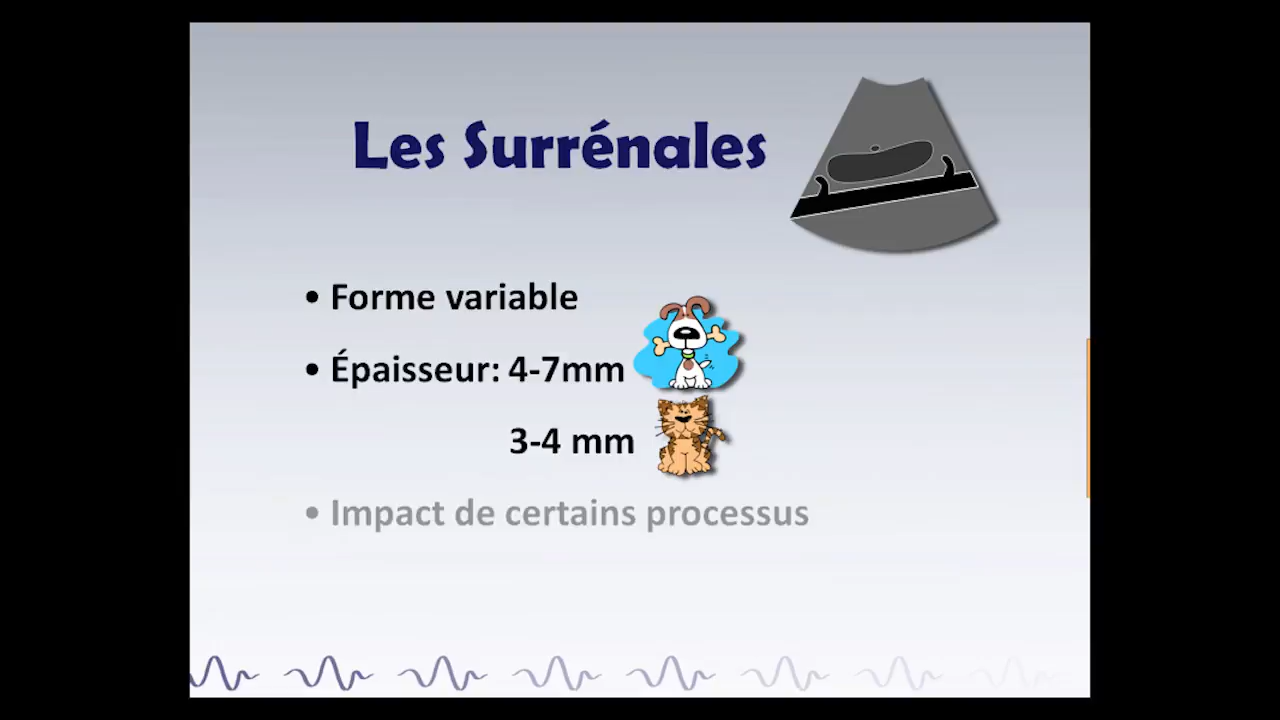 Les Surrénales
• Forme variable
• Épaisseur: 4-7mm
3-4 mm
• Impact de certains processus